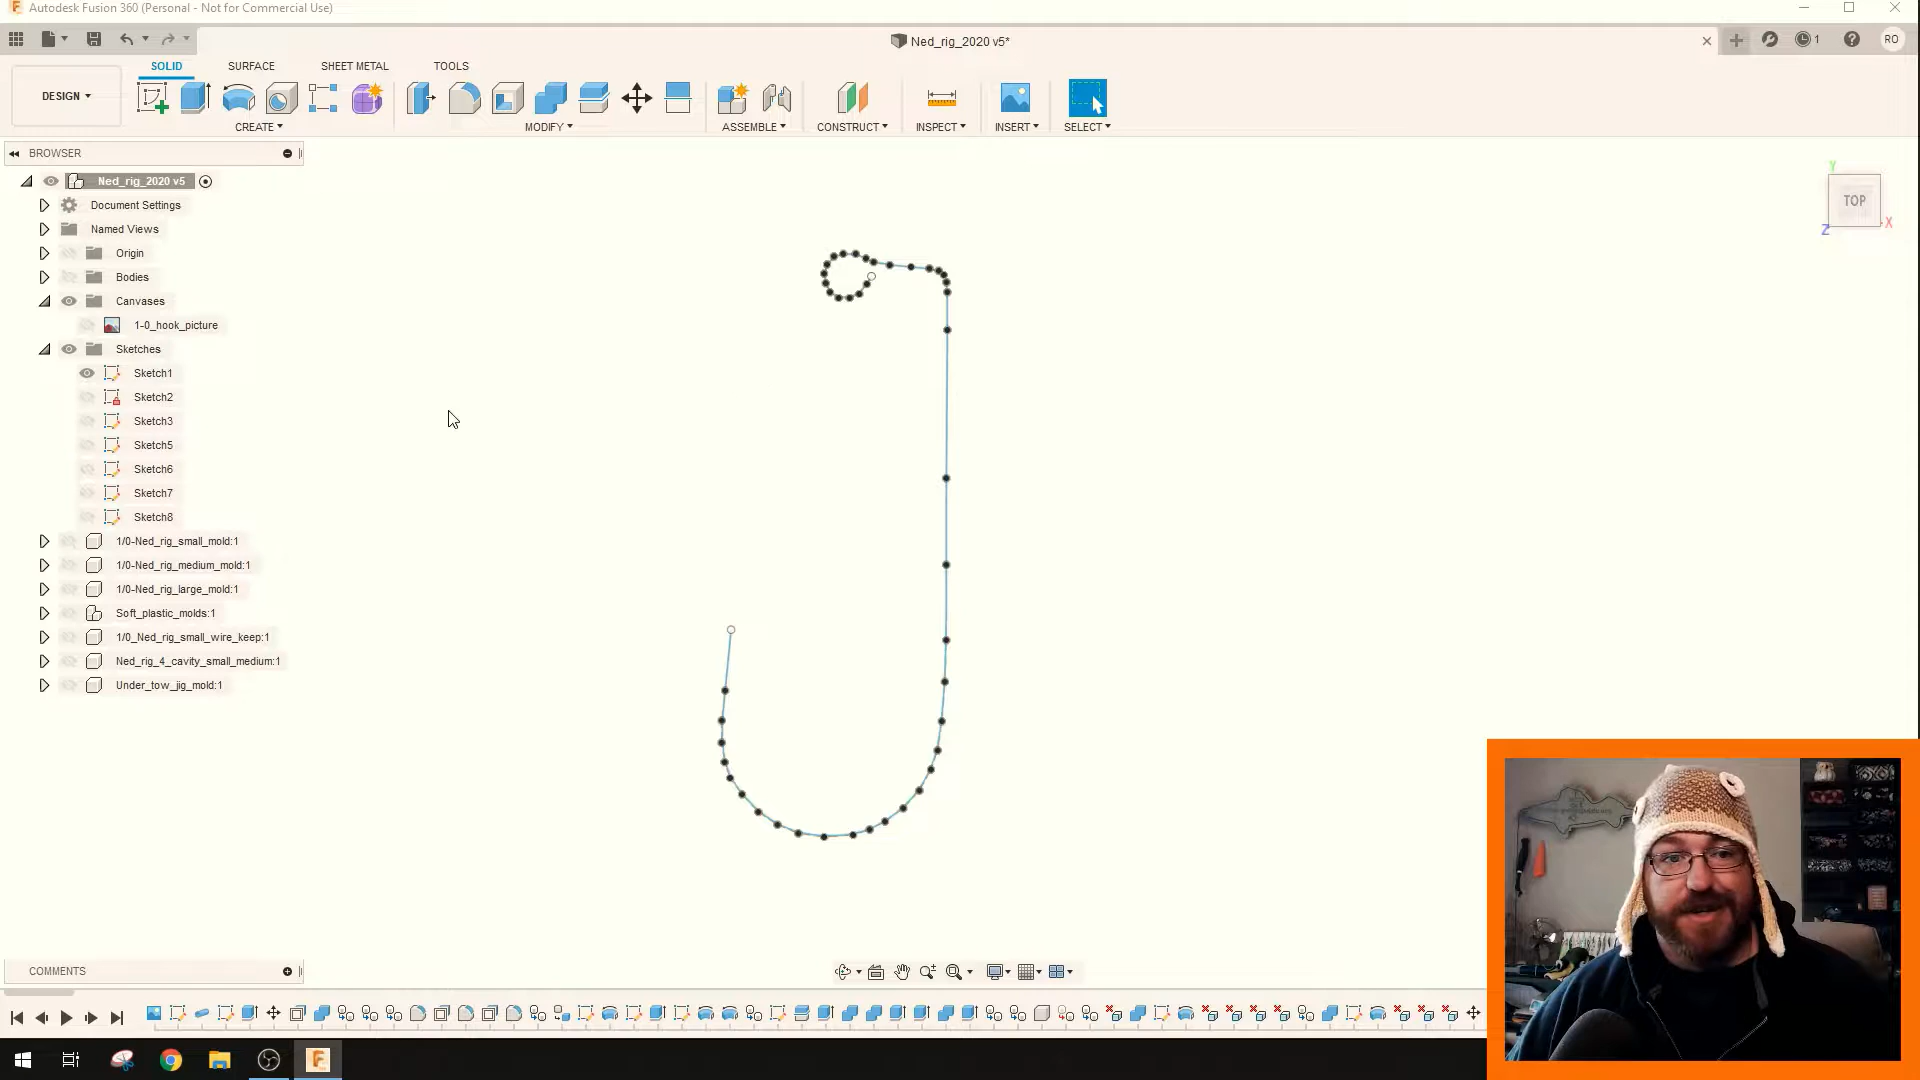 Autodesk Fusion 360 (Personal - Not for Commercial Use)
Ned_rig_2020 v5*
1
RO
SOLID
SURFACE
SHEET METAL
TOOLS
DESIGN
CREATE
MODIFY
ASSEMBLE
CONSTRUCT
INSPECT
INSERT
SELECT
BROWSER
Ned_rig_2020 v5
Document Settings
Named Views
Origin
Bodies
Canvases
1-0_hook_picture
Sketches
Sketch1
Sketch2
Sketch3
Sketch5
Sketch6
Sketch7
Sketch8
1/0-Ned_rig_small_mold:1
1/0-Ned_rig_medium_mold:1
1/0-Ned_rig_large_mold:1
Soft_plastic_molds:1
1/0_Ned_rig_small_wire_keep:1
Ned_rig_4_cavity_small_medium:1
Under_tow_jig_mold:1
Y
TOP
X
Z
COMMENTS